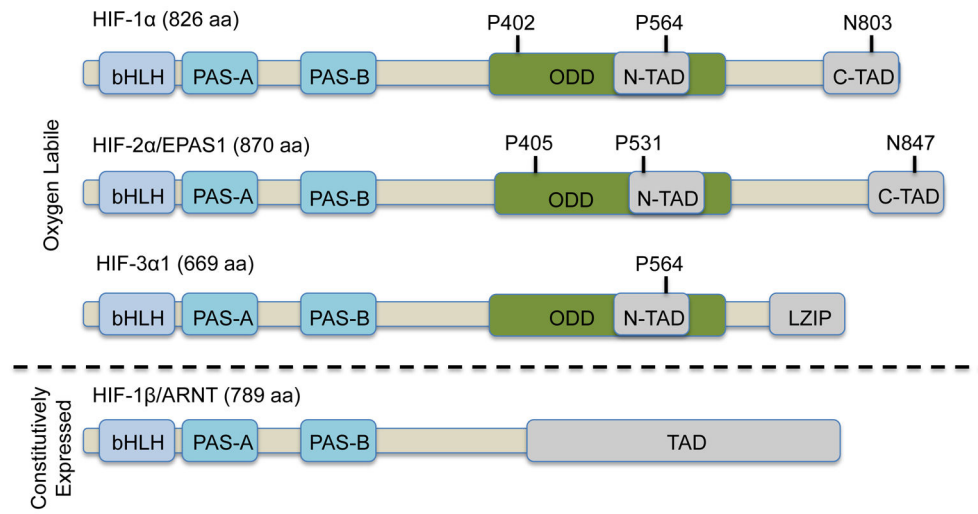 HIF-1α (826 aa)
P402 P564 N803
bHLH PAS-A PAS-B ODD N-TAD C-TAD
Oxygen Labile
HIF-2α/EPAS1 (870 aa)
P405 P531 N847
bHLH PAS-A PAS-B ODD N-TAD C-TAD
HIF-3α1 (669 aa)
P564
bHLH PAS-A PAS-B ODD N-TAD LZIP
Constitutively
Expressed
HIF-1β/ARNT (789 aa)
bHLH PAS-A PAS-B TAD